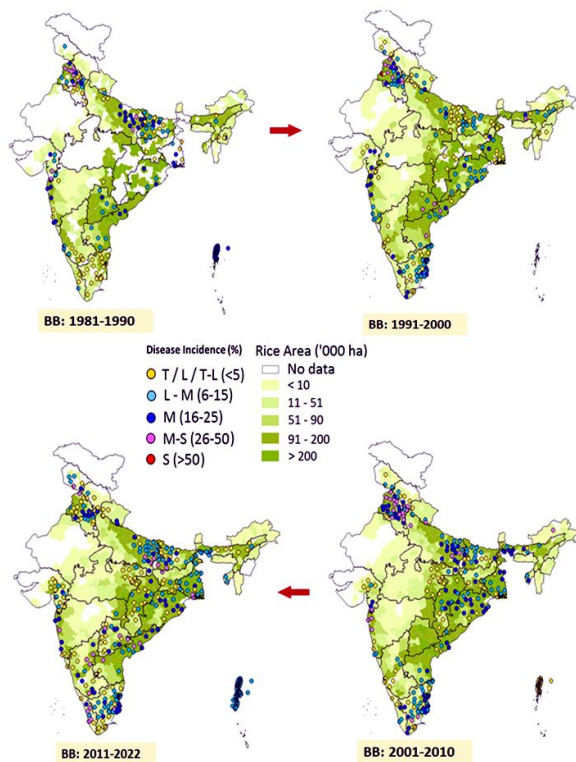 BB: 1981-1990
BB: 1991-2000
Disease Incidence (%)
T / L / T-L (<5)
L - M (6-15)
M (16-25)
M-S (26-50)
S (>50)
Rice Area ('000 ha)
No data
< 10
11 - 51
51 - 90
91 - 200
> 200
BB: 2011-2022
BB: 2001-2010